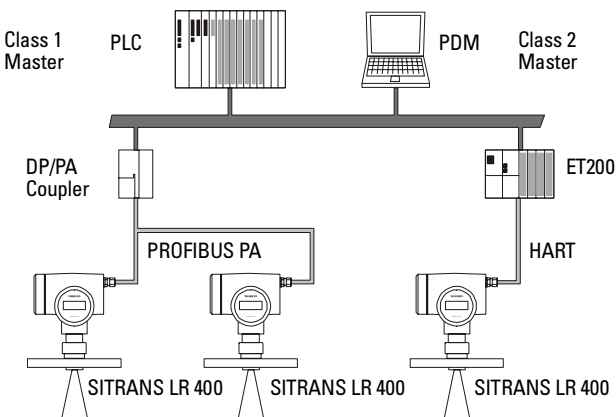 Class 1
Master
PLC
PDM
Class 2
Master
DP/PA
Coupler
ET200
PROFIBUS PA
HART
SITRANS LR 400
SITRANS LR 400
SITRANS LR 400